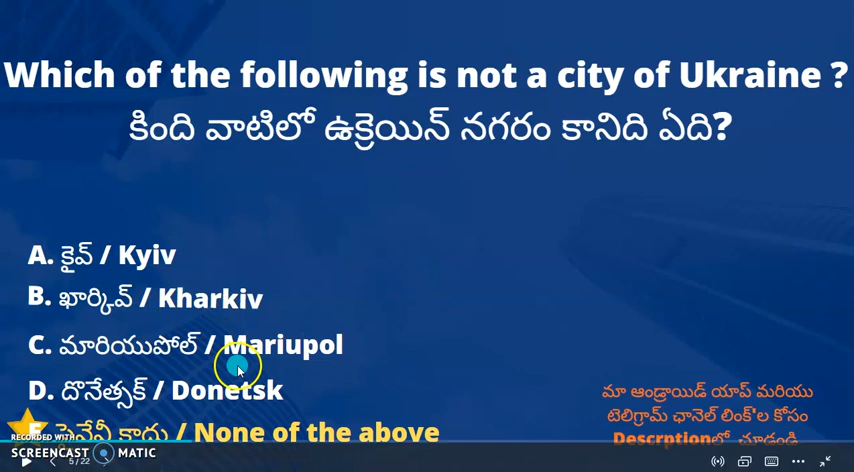 Which of the following is not a city of Ukraine ?
కింది వాటిలో ఉక్రెయిన్ నగరం కానిది ఏది?
A. కైవ్ / Kyiv
B. ఖార్కివ్ / Kharkiv
C. మారియుపోల్ / Mariupol
D. దొనేత్సక్ / Donetsk
E. పైవేవీ కాదు / None of the above
మా ఆండ్రాయిడ్ యాప్ మరియు
టెలిగ్రామ్ ఛానెల్ లింక్'ల కోసం
Descrptionలో చూడండి
RECORDED WITH
SCREENCAST MATIC
5 / 22